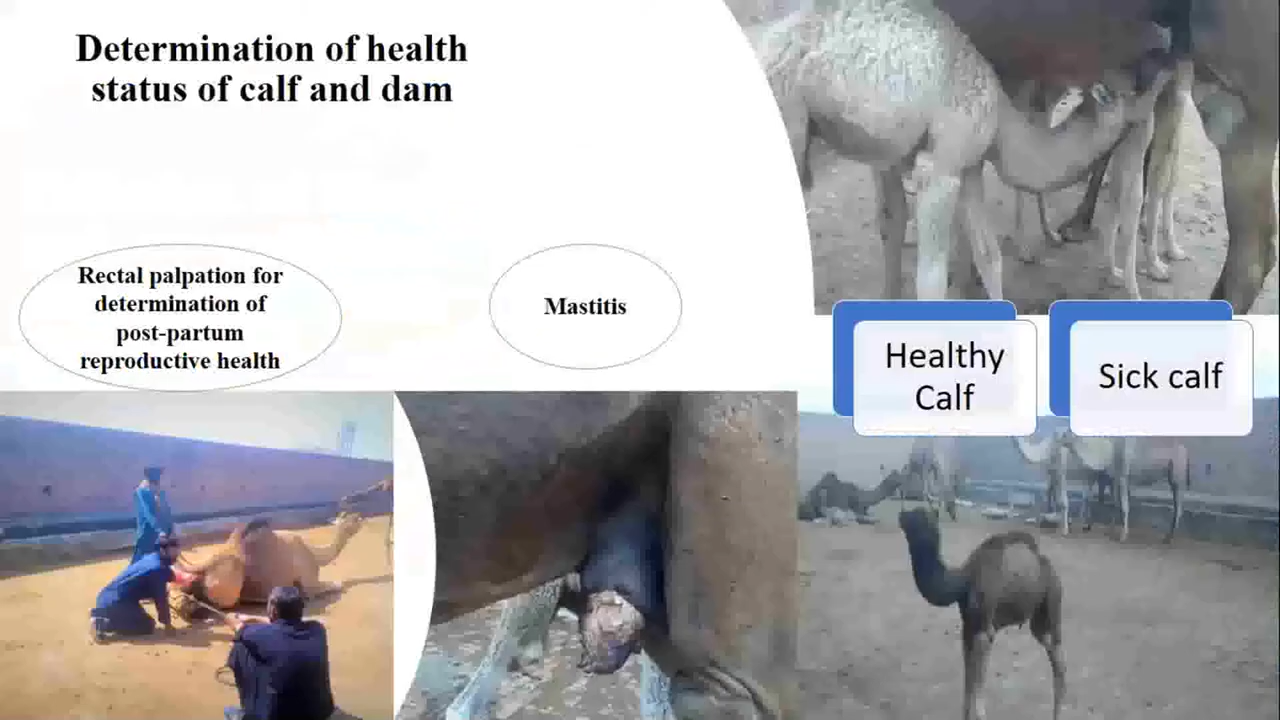 Determination of health
status of calf and dam
Rectal palpation for
determination of
post-partum
reproductive health
Mastitis
Healthy
Calf
Sick calf